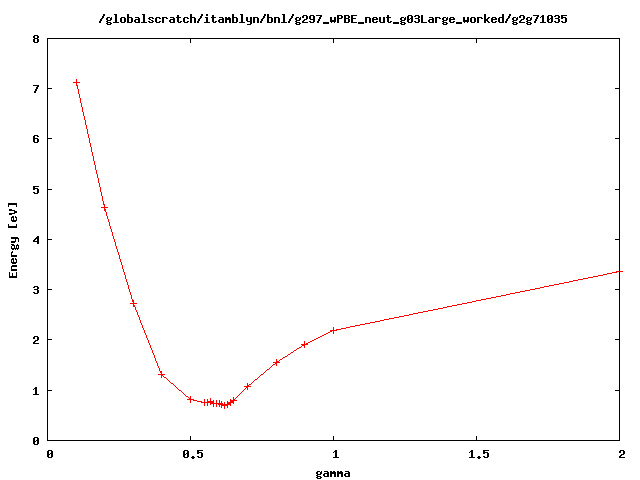 /globalscratch/itamblyn/bnl/g297_wPBE_neut_g03Large_worked/g2g71035
8
7
6
5
4
3
2
1
0
Energy [eV]
0 0.5 1 1.5 2
gamma